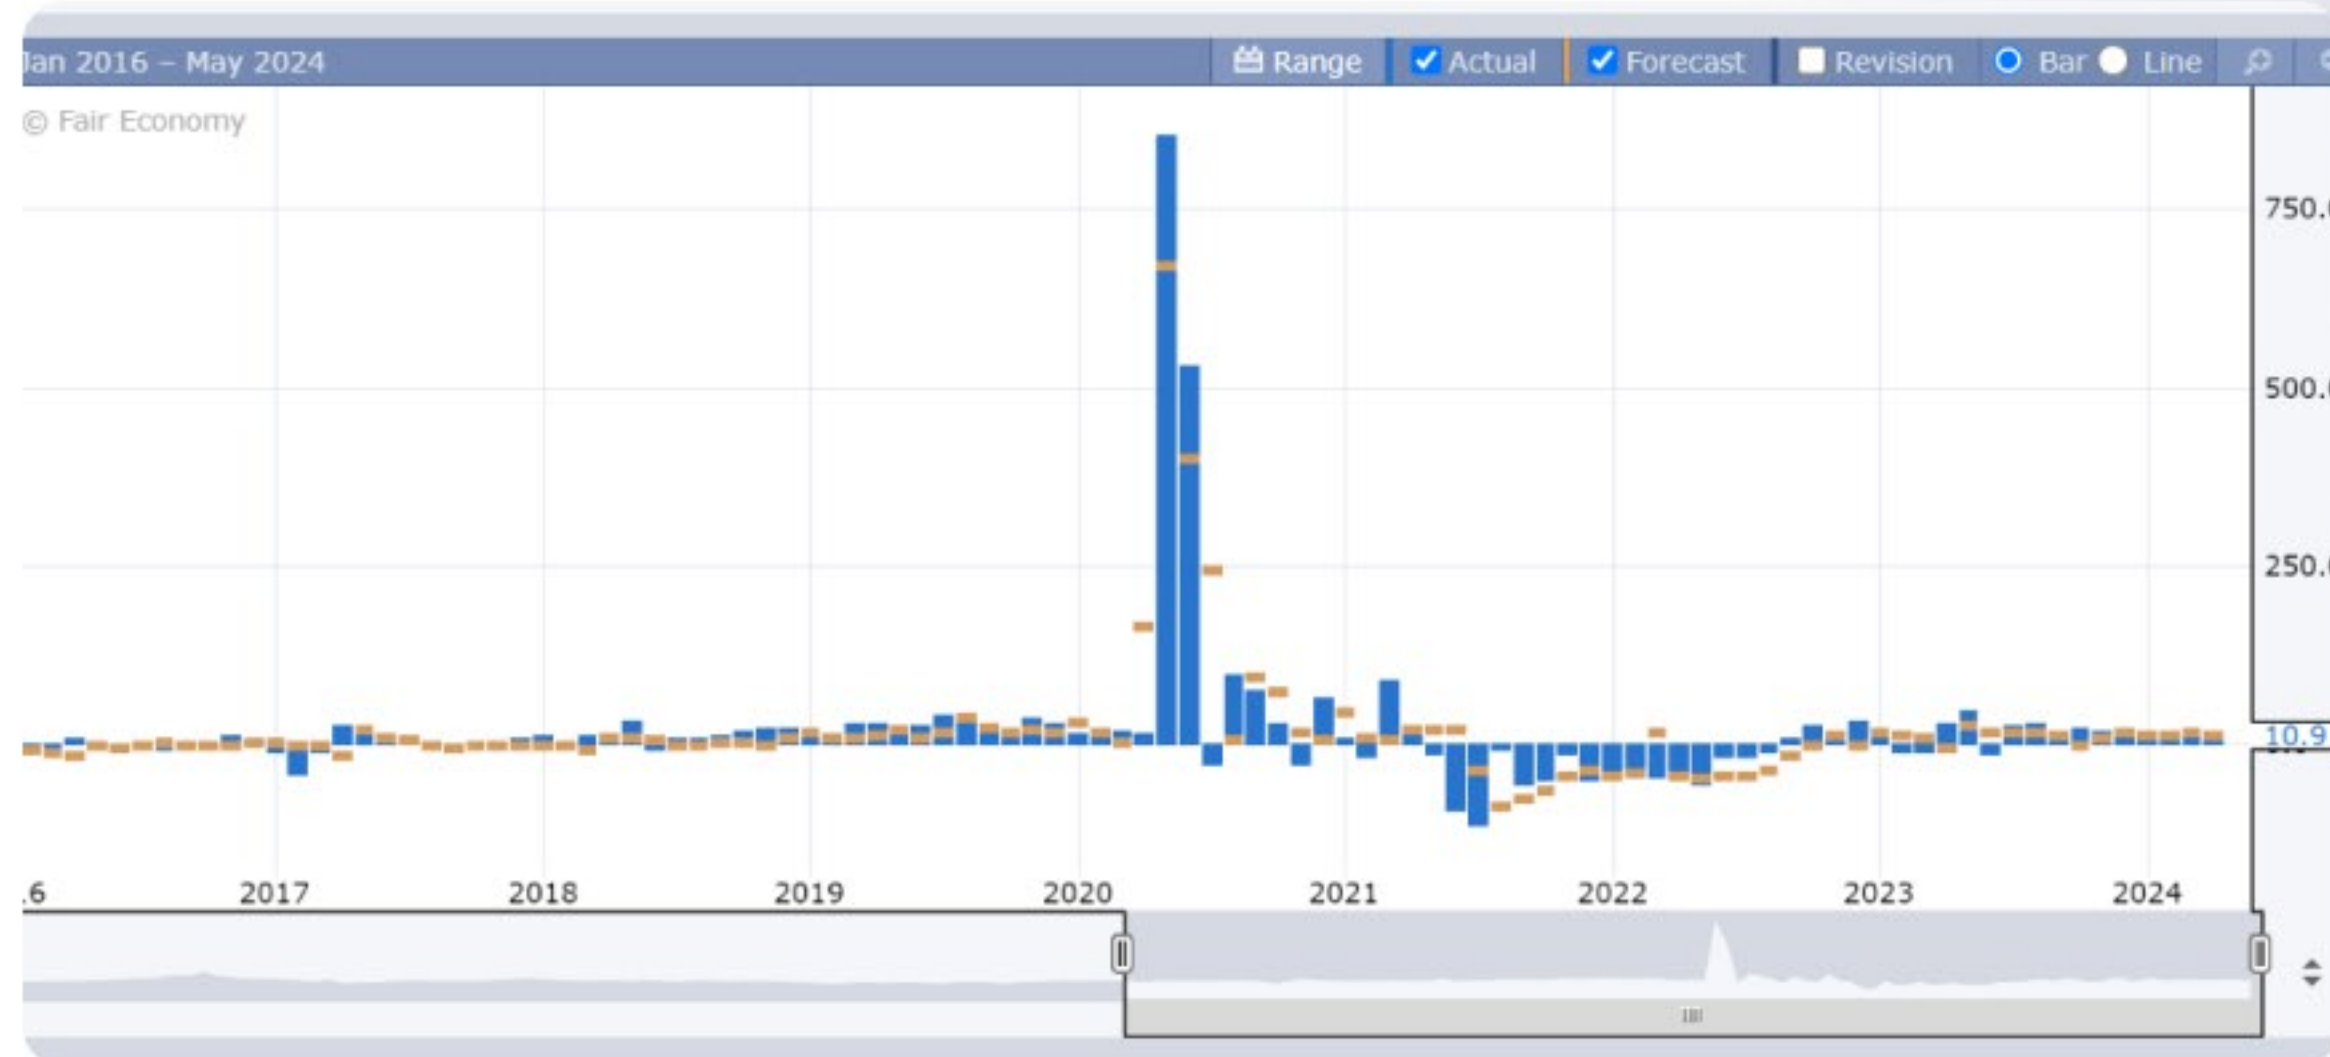 Jan 2016 – May 2024 Range Actual Forecast Revision Bar Line
© Fair Economy
750.
500.
250.
10.9
.6 2017 2018 2019 2020 2021 2022 2023 2024